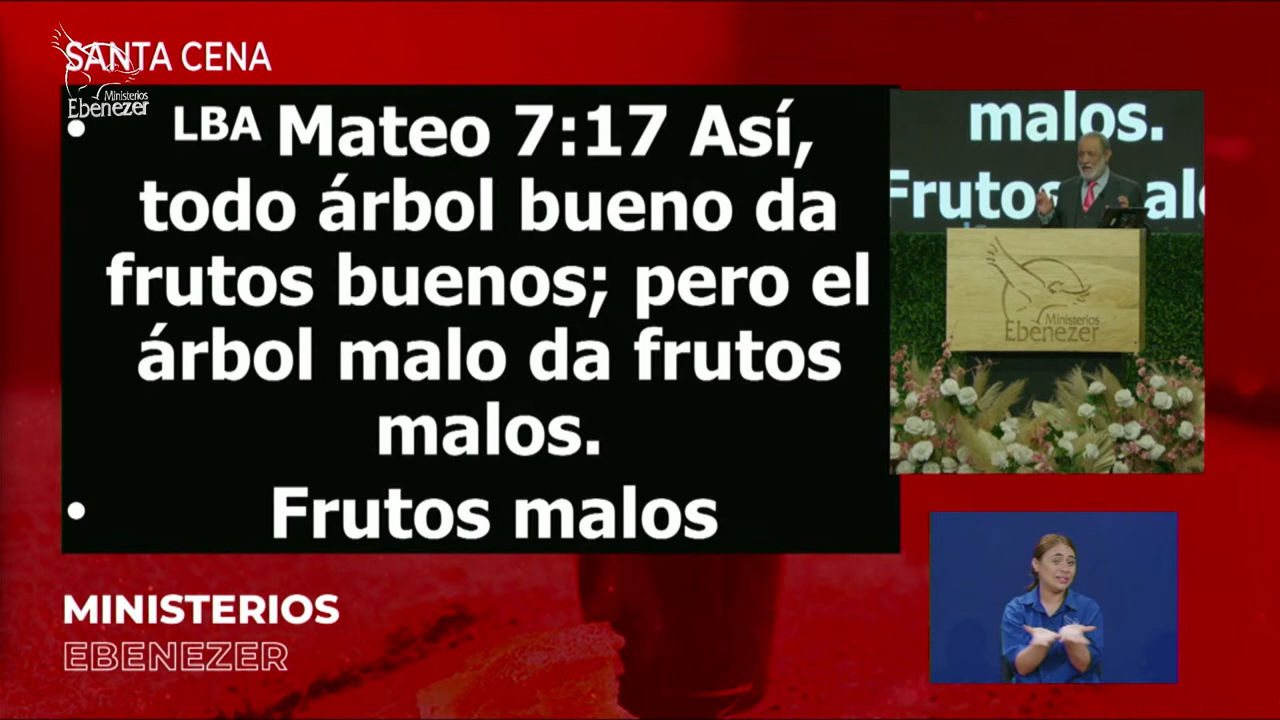 SANTA CENA
Ministerios
Ebenezer
• LBA Mateo 7:17 Así,
todo árbol bueno da
frutos buenos; pero el
árbol malo da frutos
malos.
• Frutos malos
malos.
Frutos
Ministerios
Ebenezer
MINISTERIOS
EBENEZER